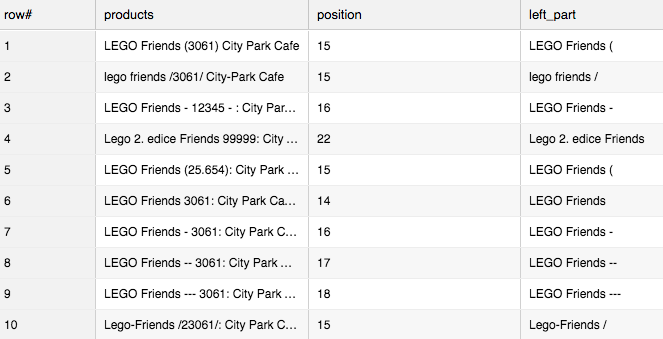 row# products position left_part
1 LEGO Friends (3061) City Park Cafe 15 LEGO Friends (
2 lego friends /3061/ City-Park Cafe 15 lego friends /
3 LEGO Friends - 12345 - : City Par... 16 LEGO Friends -
4 Lego 2. edice Friends 99999: City ... 22 Lego 2. edice Friends
5 LEGO Friends (25.654): City Park ... 15 LEGO Friends (
6 LEGO Friends 3061: City Park Ca... 14 LEGO Friends
7 LEGO Friends - 3061: City Park C... 16 LEGO Friends -
8 LEGO Friends -- 3061: City Park ... 17 LEGO Friends --
9 LEGO Friends --- 3061: City Park ... 18 LEGO Friends ---
10 Lego-Friends /23061/: City Park C... 15 Lego-Friends /